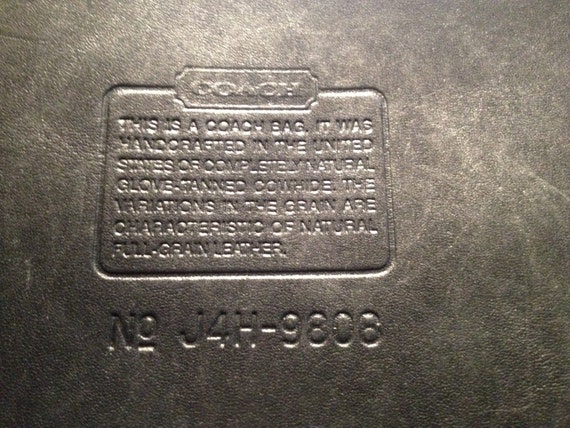 COACH
THIS IS A COACH BAG. IT WAS
HANDCRAFTED IN THE UNITED
STATES OF COMPLETELY NATURAL
GLOVE-TANNED COWHIDE. THE
VARIATIONS IN THE GRAIN ARE
CHARACTERISTIC OF NATURAL
FULL-GRAIN LEATHER.
Nº J4H-9808